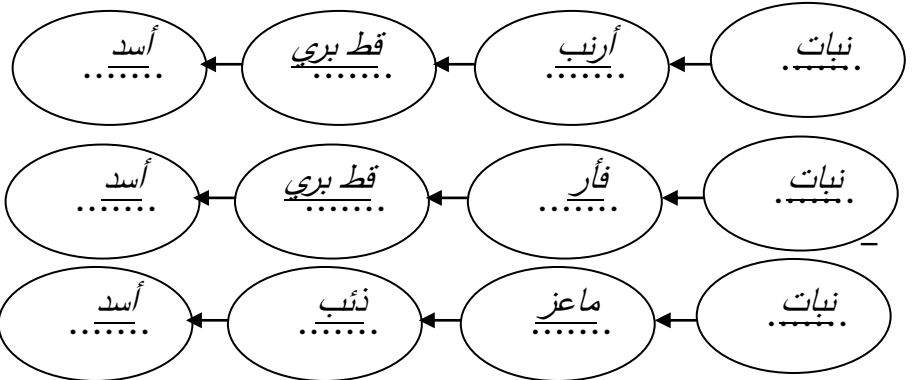 نبات أرنب قط بري أسد
نبات فأر قط بري أسد
نبات ماعز ذئب أسد